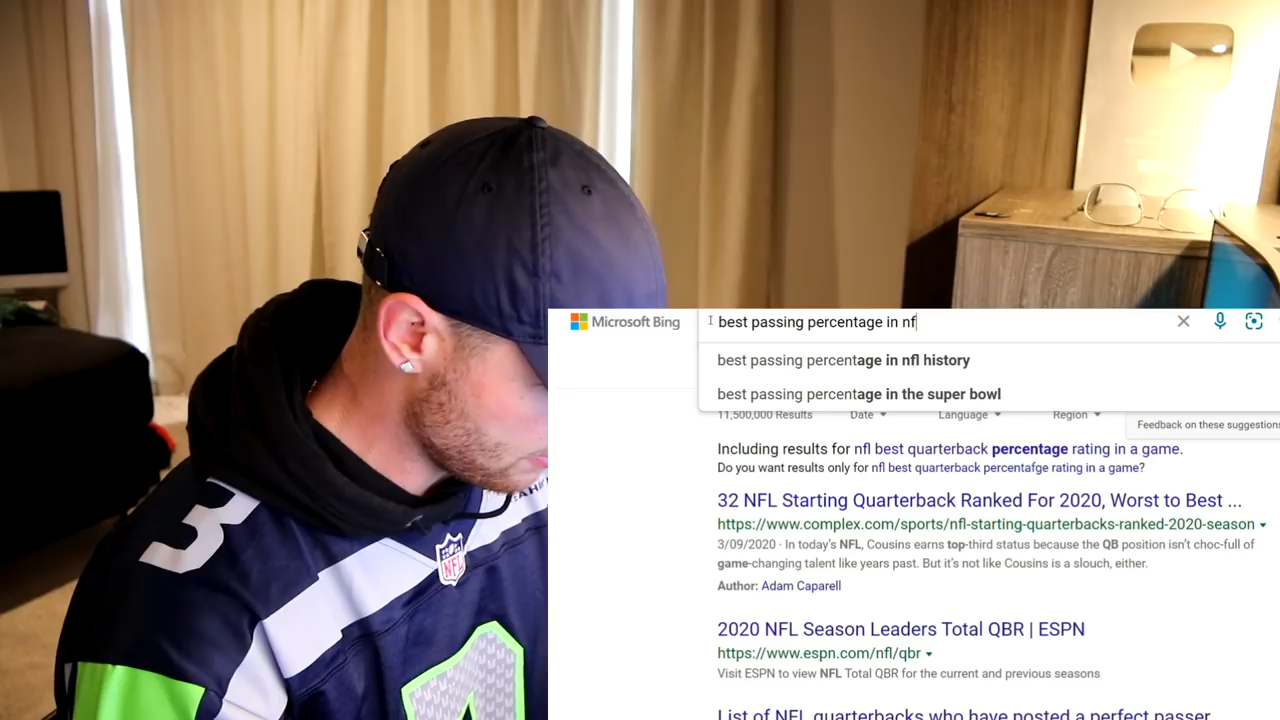 3
NFL
Microsoft Bing
best passing percentage in nf
best passing percentage in nfl history
best passing percentage in the super bowl
11,500,000 Results Date Language Region
Feedback on these suggestions
Including results for nfl best quarterback percentage rating in a game.
Do you want results only for nfl best quarterback percentafge rating in a game?
32 NFL Starting Quarterback Ranked For 2020, Worst to Best ...
https://www.complex.com/sports/nfl-starting-quarterbacks-ranked-2020-season
3/09/2020 · In today's NFL, Cousins earns top-third status because the QB position isn't choc-full of
game-changing talent like years past. But it's not like Cousins is a slouch, either.
Author: Adam Caparell
2020 NFL Season Leaders Total QBR | ESPN
https://www.espn.com/nfl/qbr
Visit ESPN to view NFL Total QBR for the current and previous seasons
List of NFL quarterbacks who have posted a perfect passer